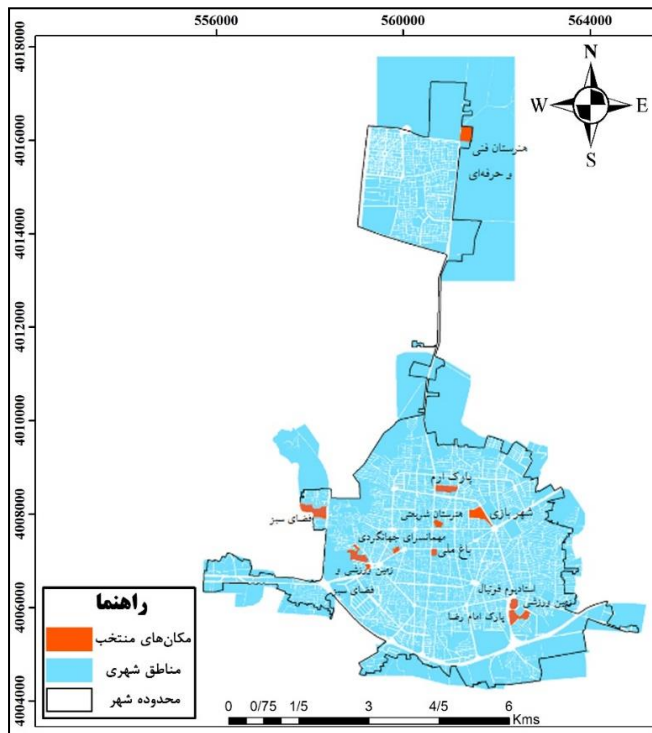 556000 560000 564000
4018000
4016000
4014000
4012000
4010000
4008000
4006000
4004000
N
W E
S
هنرستان فنی
و حرفه‌ای
پارک ارم
شهر بازی
هنرستان شریعتی
فضای سبز
مهمانسرای جهانگردی
باغ ملی
زمین ورزشی و
فضای سبز
استادیوم فوتبال
زمین ورزشی
پارک امام رضا
راهنما
مکان‌های منتخب
مناطق شهری
محدوده شهر
0 0/75 1/5 3 4/5 6
Kms